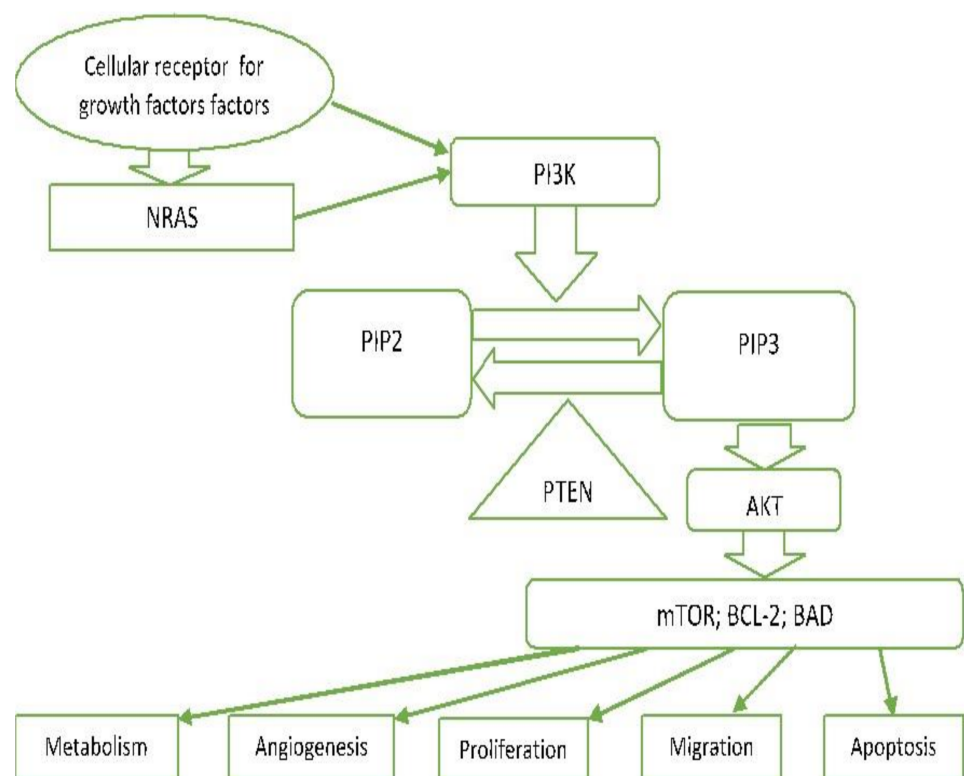 Cellular receptor for
growth factors factors
NRAS
PI3K
PIP2
PIP3
PTEN
AKT
mTOR; BCL-2; BAD
Metabolism
Angiogenesis
Proliferation
Migration
Apoptosis